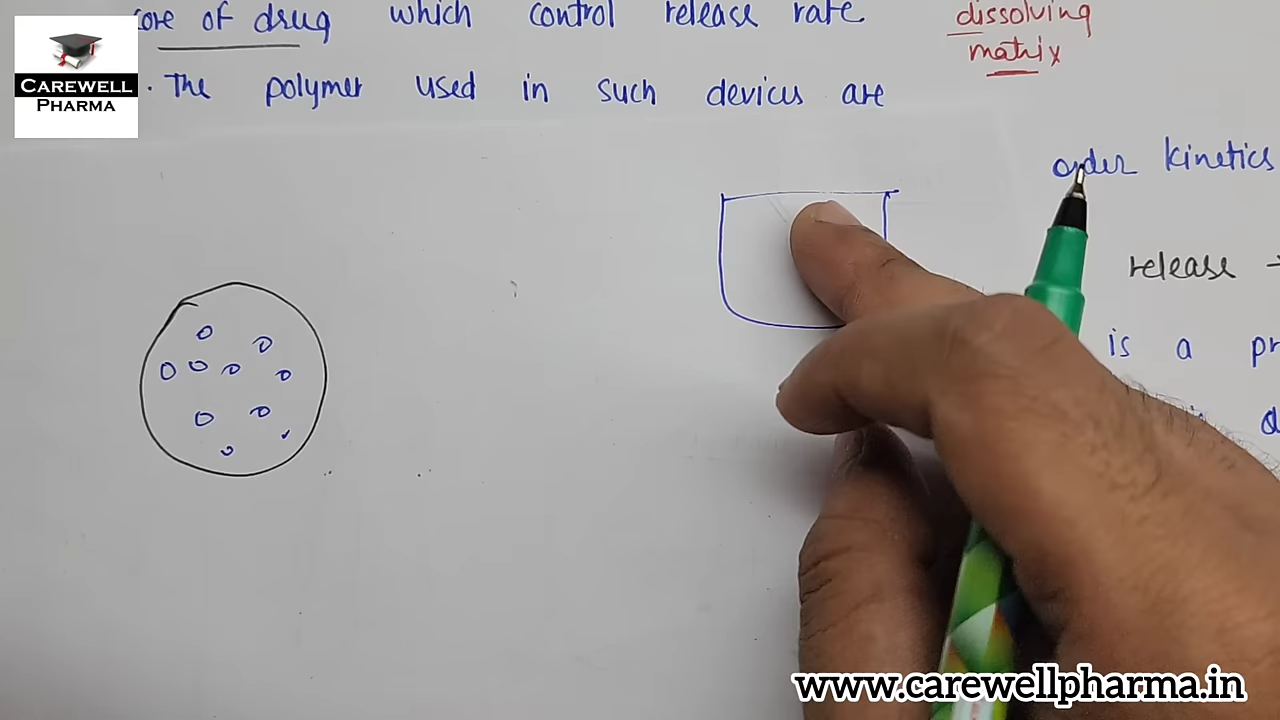 core of drug which control release rate
dissolving
matrix
. The polymer used in such devices are
order kinetics
release
is a
CAREWELL
PHARMA
www.carewellpharma.in